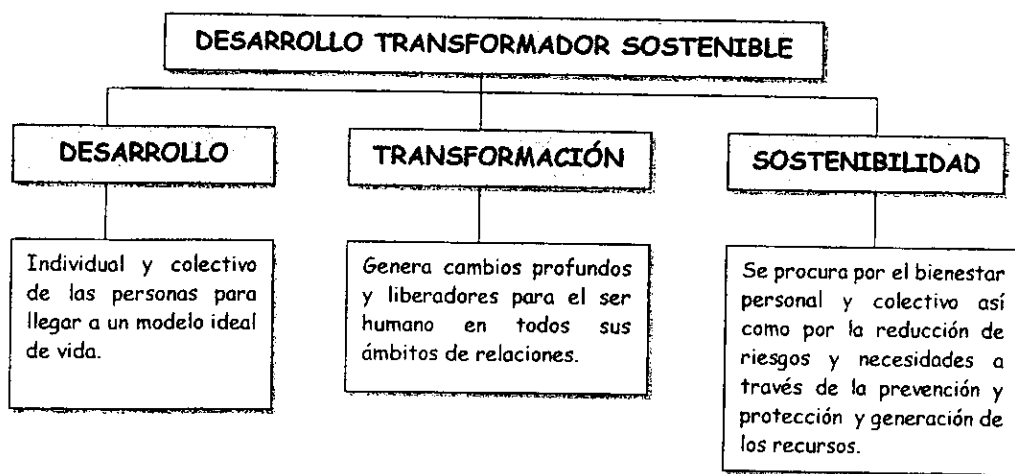 DESARROLLO TRANSFORMADOR SOSTENIBLE
DESARROLLO
Individual y colectivo
de las personas para
llegar a un modelo ideal
de vida.
TRANSFORMACIÓN
Genera cambios profundos
y liberadores para el ser
humano en todos sus
ámbitos de relaciones.
SOSTENIBILIDAD
Se procura por el bienestar
personal y colectivo así
como por la reducción de
riesgos y necesidades a
través de la prevención y
protección y generación de
los recursos.